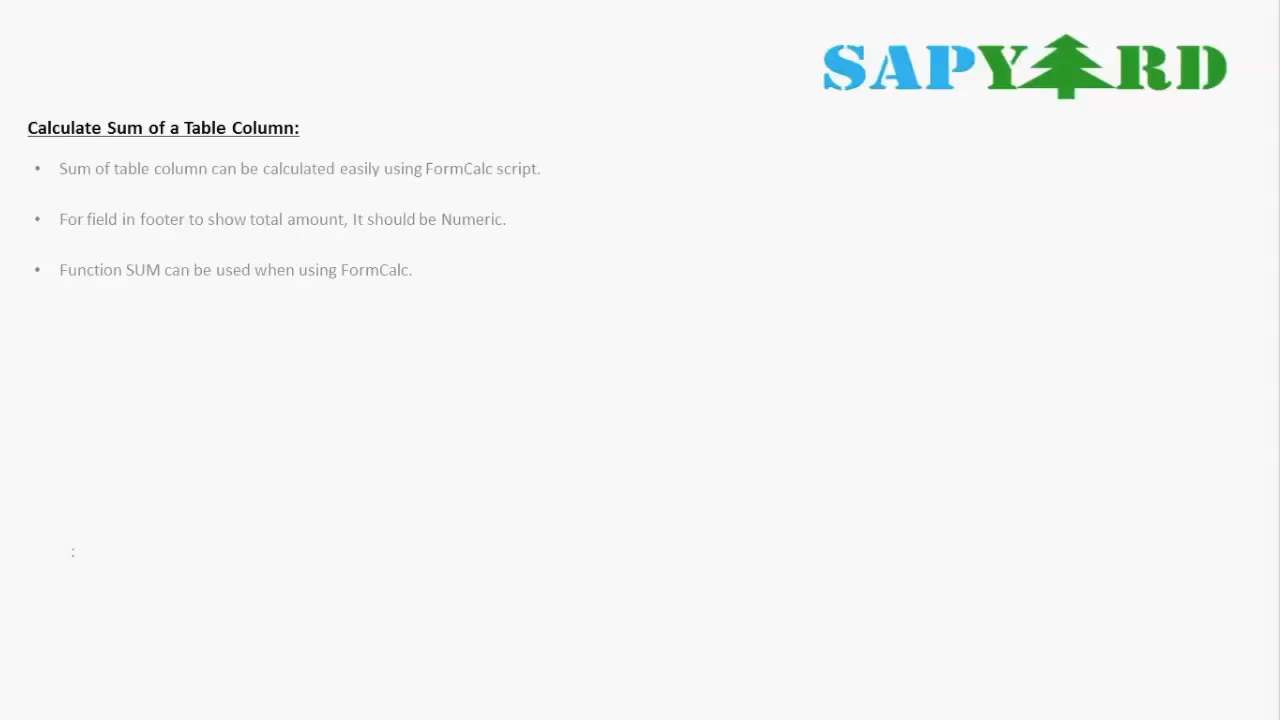 SAPYARD
Calculate Sum of a Table Column:
• Sum of table column can be calculated easily using FormCalc script.
• For field in footer to show total amount, It should be Numeric.
• Function SUM can be used when using FormCalc.
: